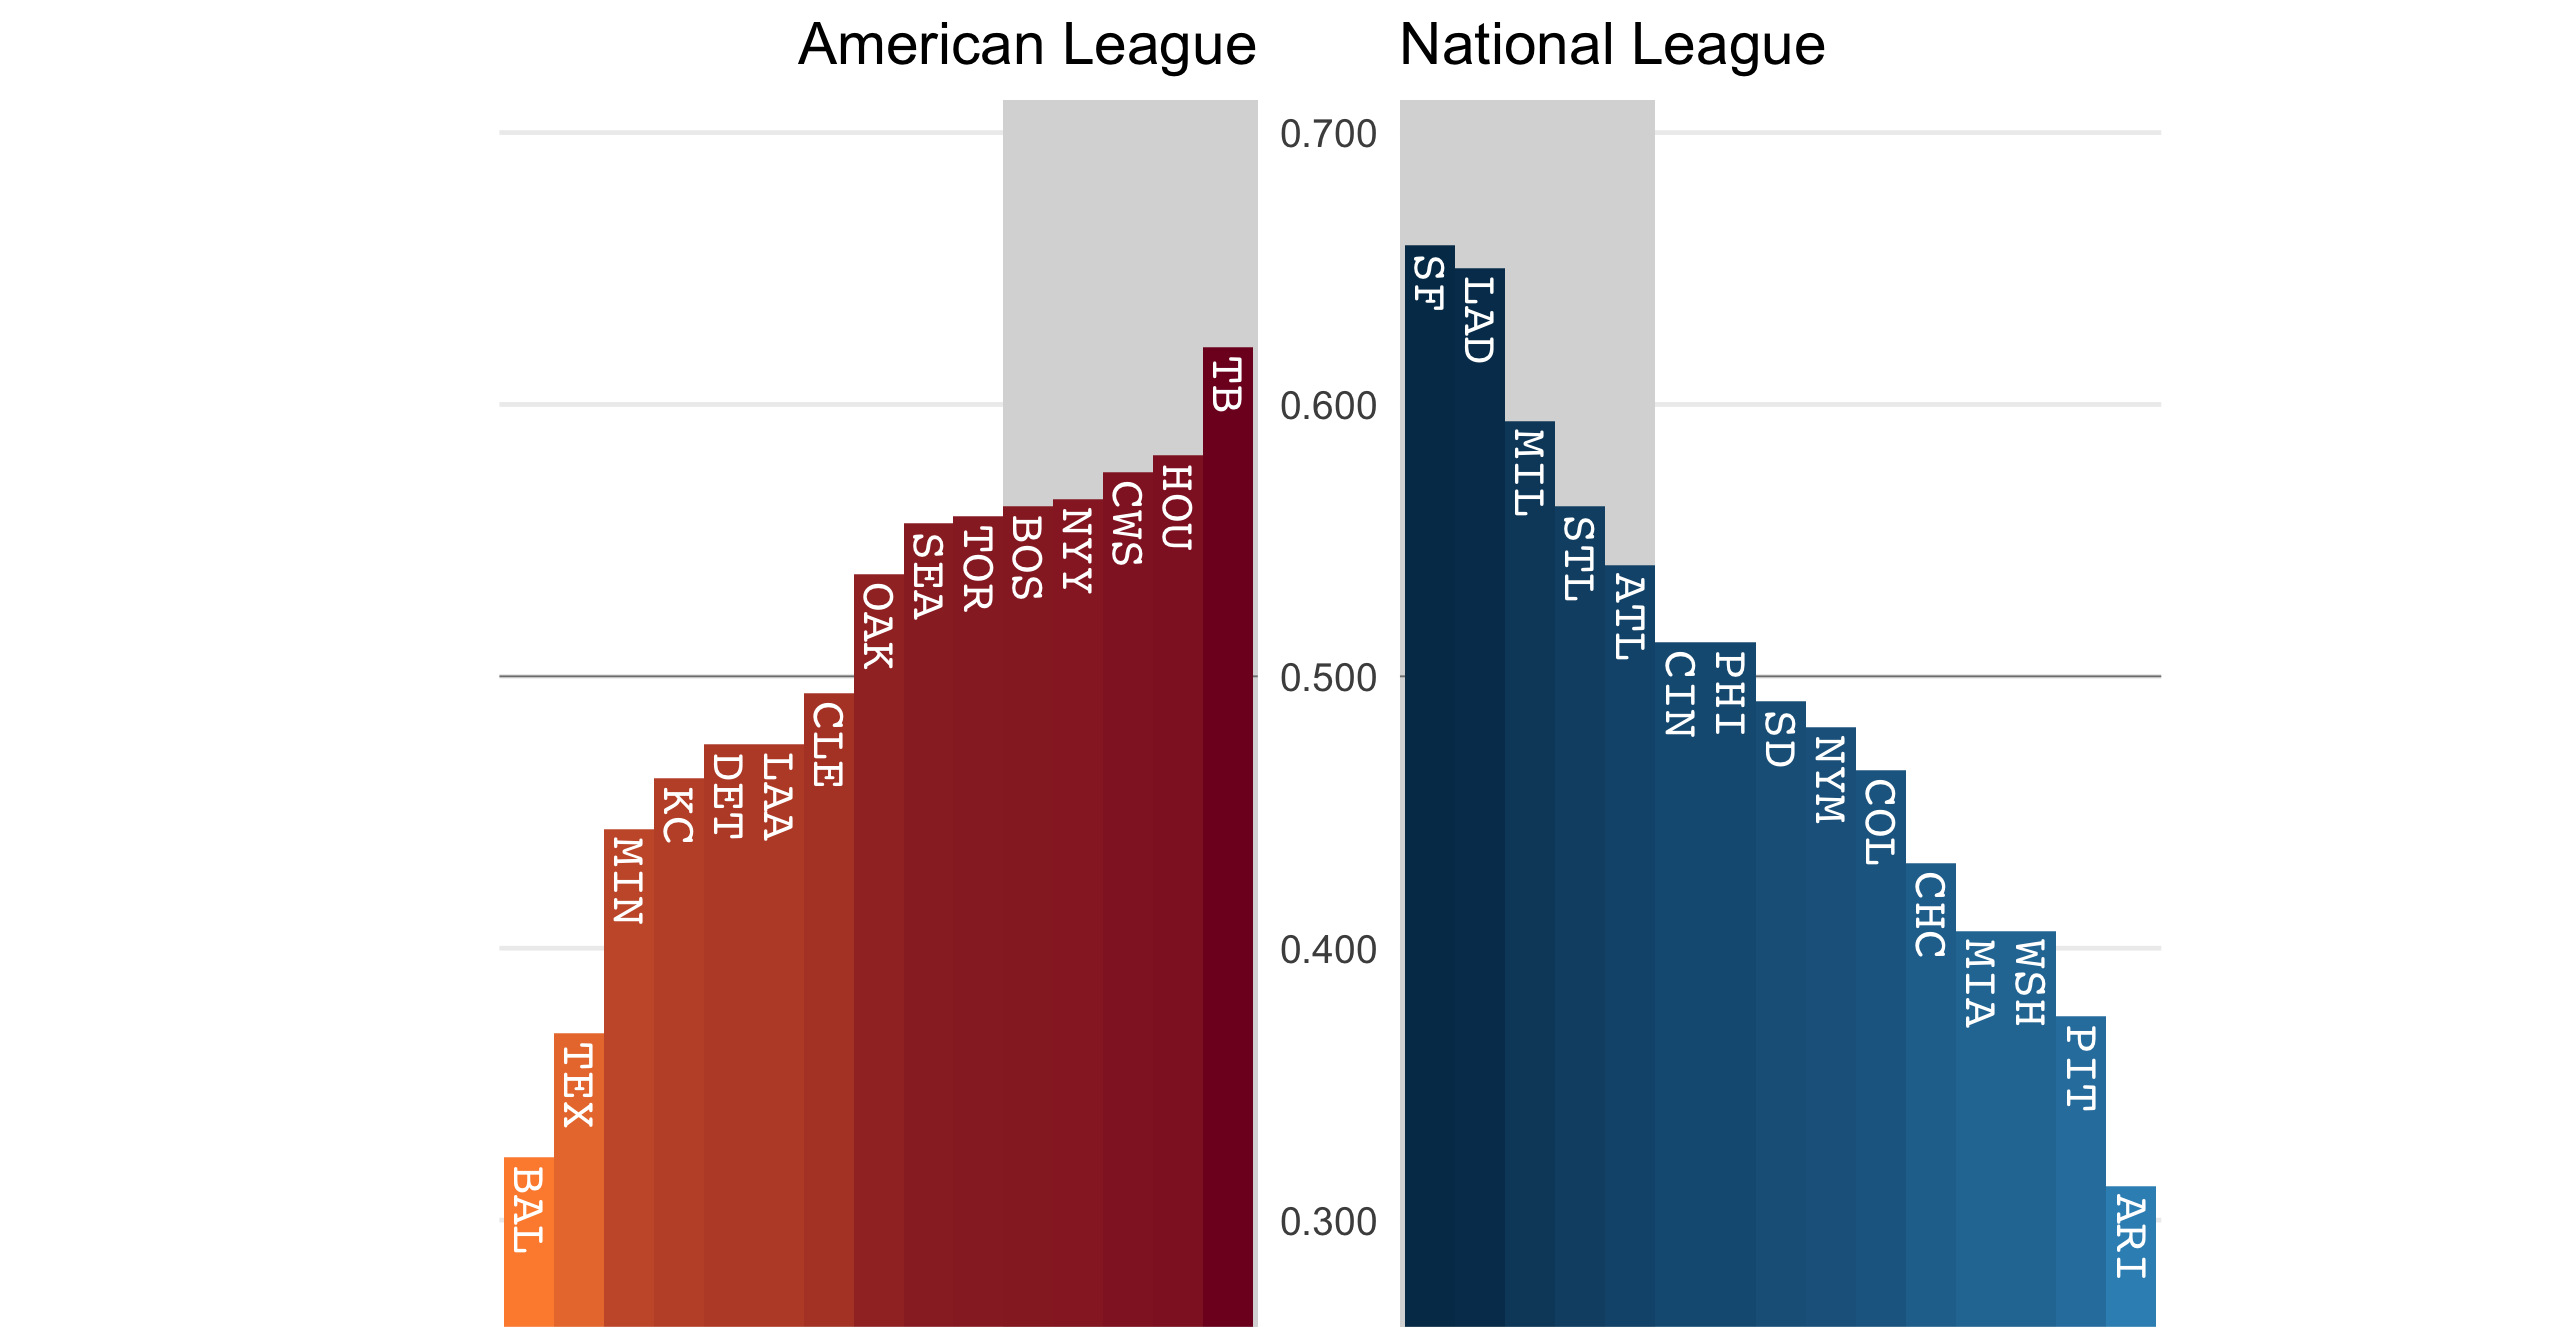 American League
National League
0.700
0.600
0.500
0.400
0.300
BAL
TEX
MIN
KC
DET
LAA
CLE
OAK
SEA
TOR
BOS
NYY
CWS
HOU
TB
SF
LAD
MIL
STL
ATL
CIN
PHI
SD
NYM
COL
CHC
MIA
WSH
PIT
ARI